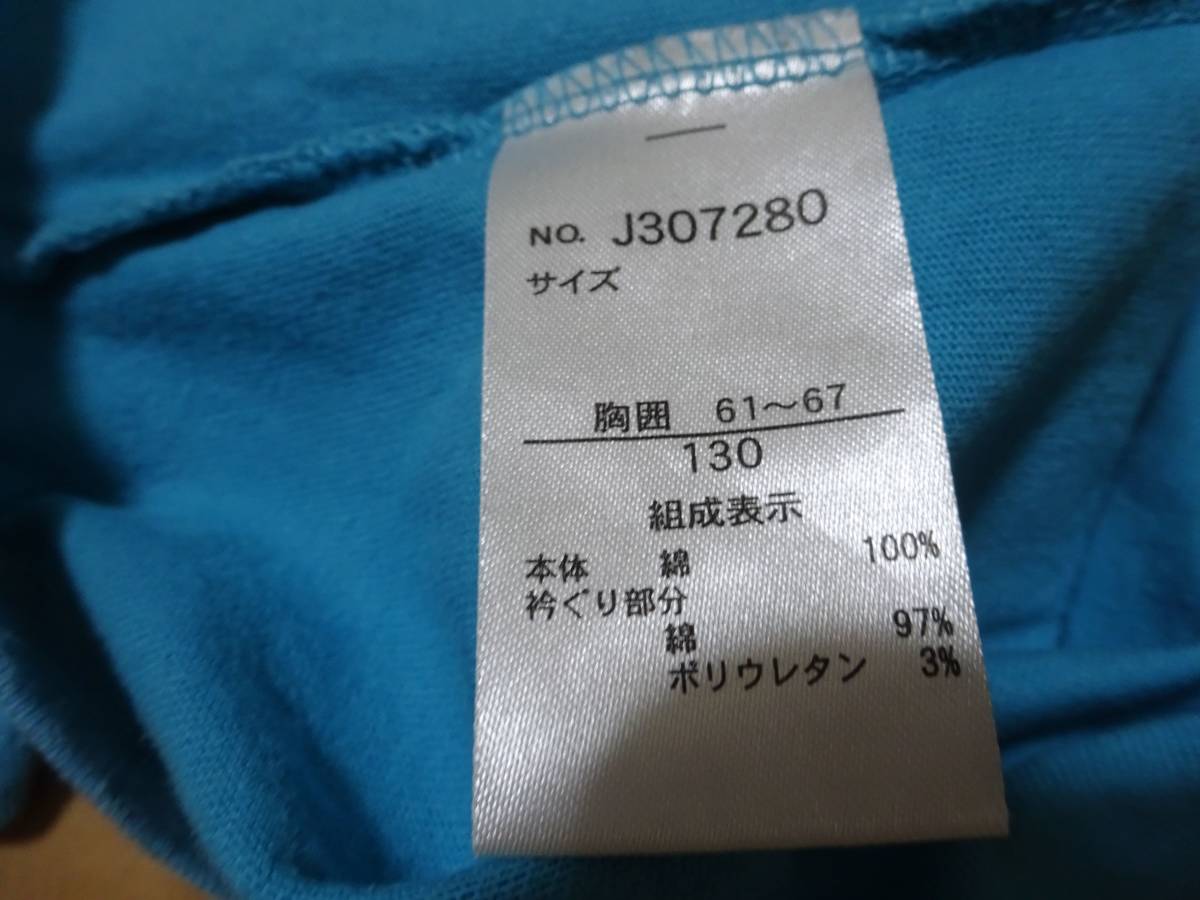 NO. J307280
サイズ
胸囲 61～67
130
組成表示
本体 綿 100%
衿ぐり部分
綿 97%
ポリウレタン 3%